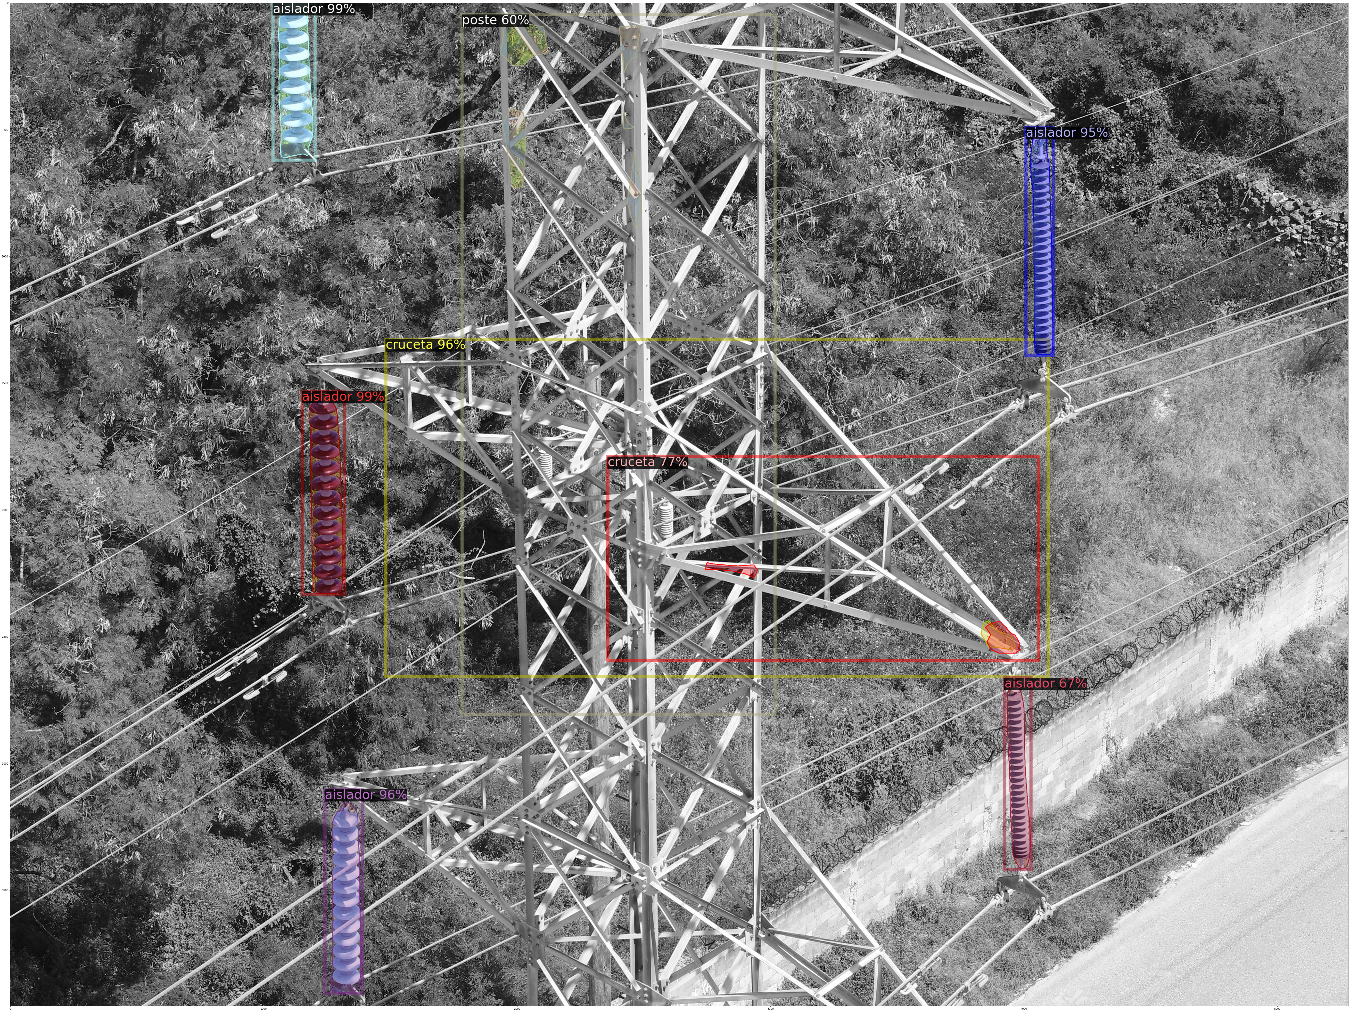 aislador 99%
poste 60%
aislador 95%
cruceta 96%
aislador 99%
cruceta 77%
aislador 67%
aislador 96%